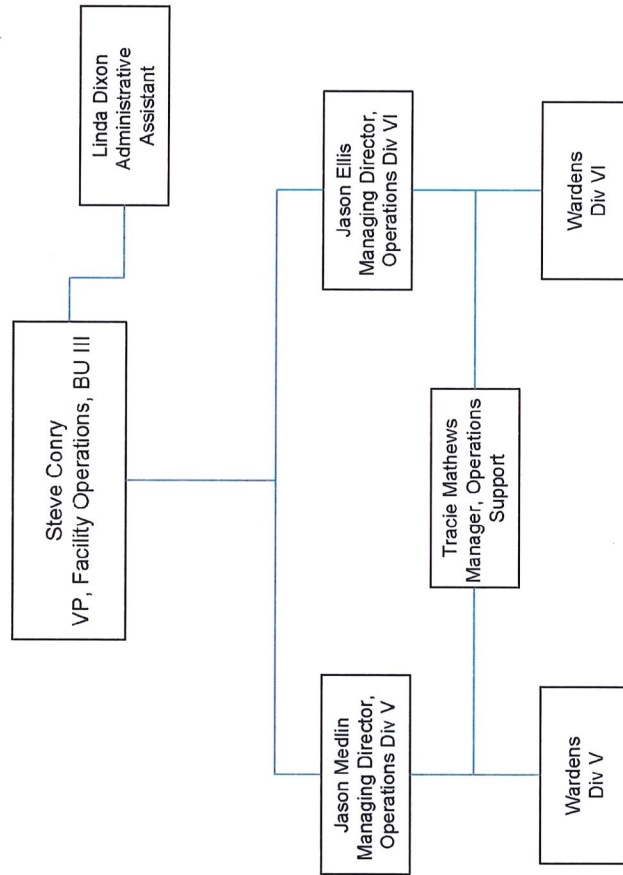 Steve Conry
VP, Facility Operations, BU III
Linda Dixon
Administrative
Assistant
Jason Medlin
Managing Director,
Operations Div V
Jason Ellis
Managing Director,
Operations Div VI
Tracie Mathews
Manager, Operations
Support
Wardens
Div V
Wardens
Div VI